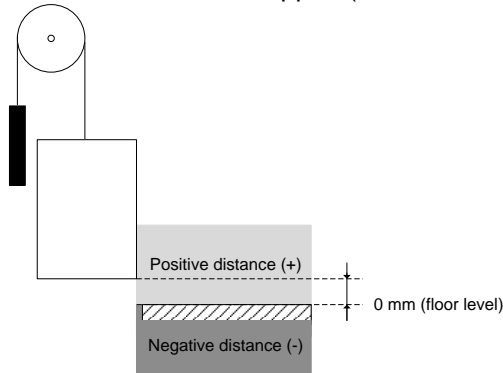 Positive distance (+)
0 mm (floor level)
Negative distance (-)